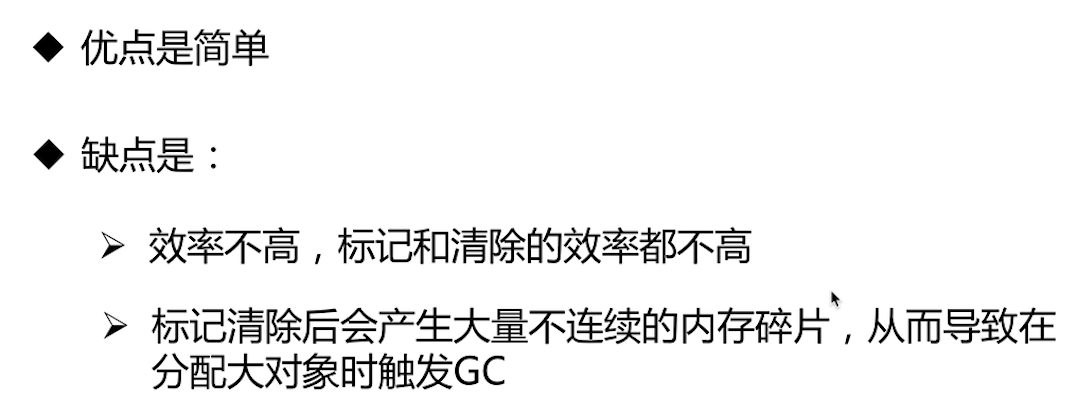 优点是简单
缺点是：
效率不高，标记和清除的效率都不高
标记清除后会产生大量不连续的内存碎片，从而导致在
分配大对象时触发GC